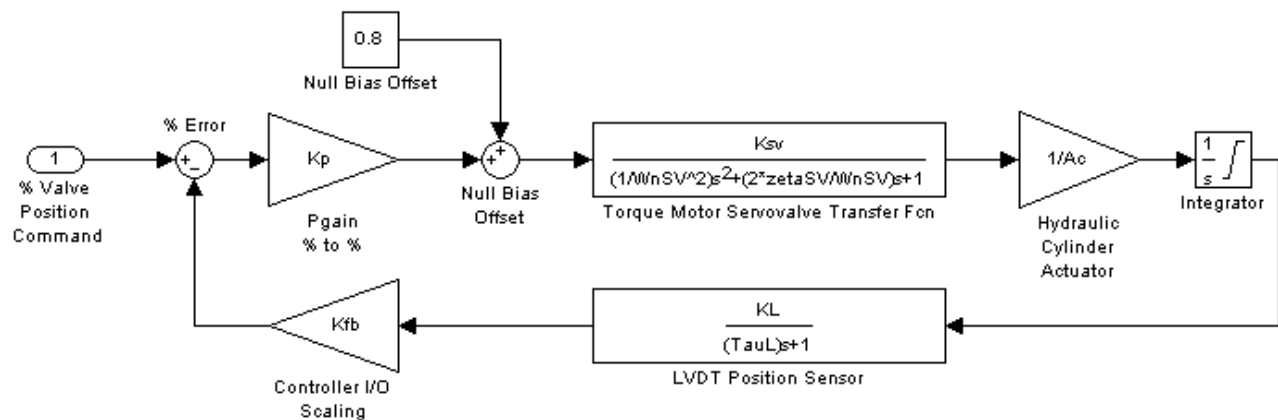 0.8
Null Bias Offset
% Error
1
% Valve
Position
Command
+
−
Kp
Pgain
% to %
+
+
Null Bias
Offset
Ksv
(1/WnSV^2)s²+(2*zetaSV/WnSV)s+1
Torque Motor Servovalve Transfer Fcn
1/Ac
Hydraulic
Cylinder
Actuator
1
s
Integrator
Kfb
Controller I/O
Scaling
KL
(TauL)s+1
LVDT Position Sensor